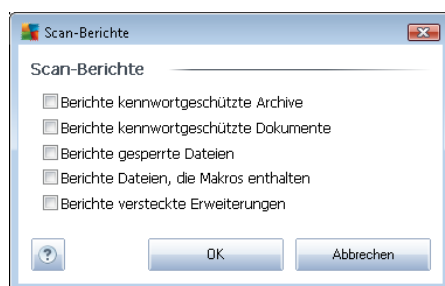 Scan-Berichte
Scan-Berichte
Berichte kennwortgeschützte Archive
Berichte kennwortgeschützte Dokumente
Berichte gesperrte Dateien
Berichte Dateien, die Makros enthalten
Berichte versteckte Erweiterungen
?
OK
Abbrechen